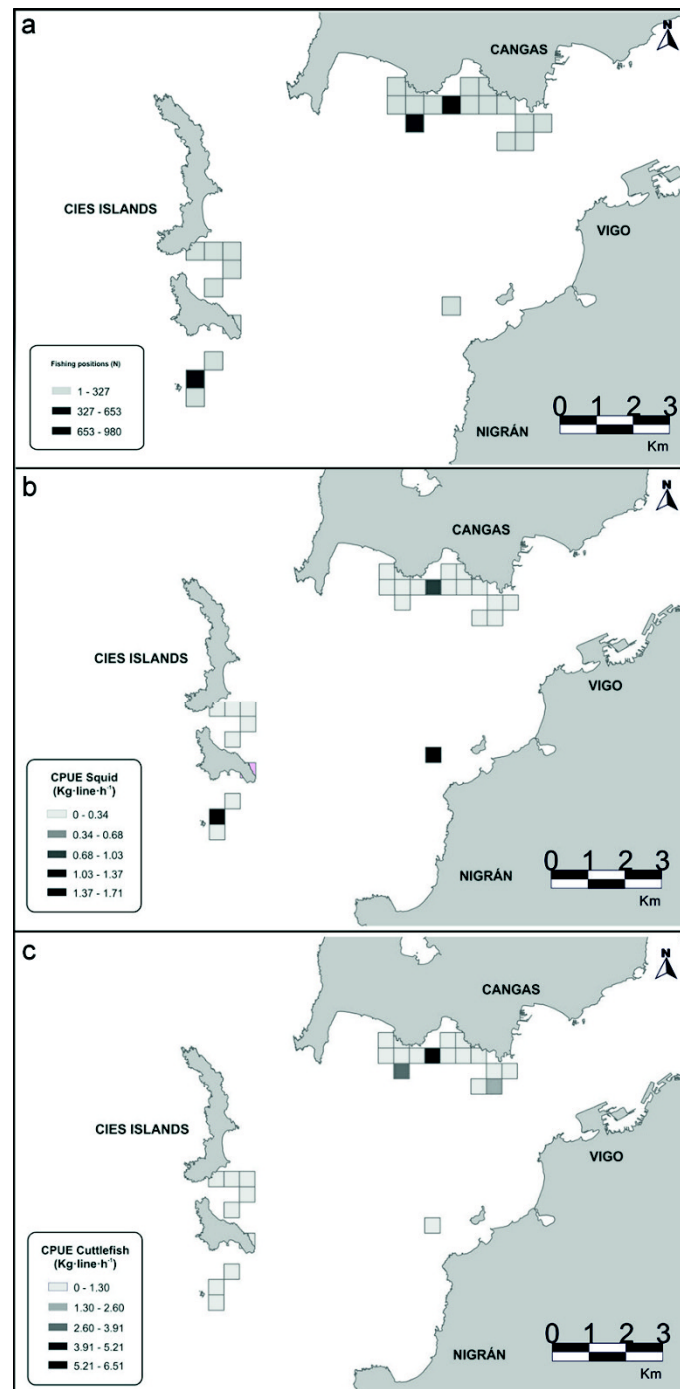 a
N
CANGAS
CIES ISLANDS
VIGO
Fishing positions (N)
1 - 327
327 - 653
653 - 980
NIGRÁN
0 1 2 3
Km
b
N
CANGAS
CIES ISLANDS
VIGO
CPUE Squid
(Kg·line·h⁻¹)
0 - 0.34
0.34 - 0.68
0.68 - 1.03
1.03 - 1.37
1.37 - 1.71
NIGRÁN
0 1 2 3
Km
c
N
CANGAS
CIES ISLANDS
VIGO
CPUE Cuttlefish
(Kg·line·h⁻¹)
0 - 1.30
1.30 - 2.60
2.60 - 3.91
3.91 - 5.21
5.21 - 6.51
NIGRÁN
0 1 2 3
Km